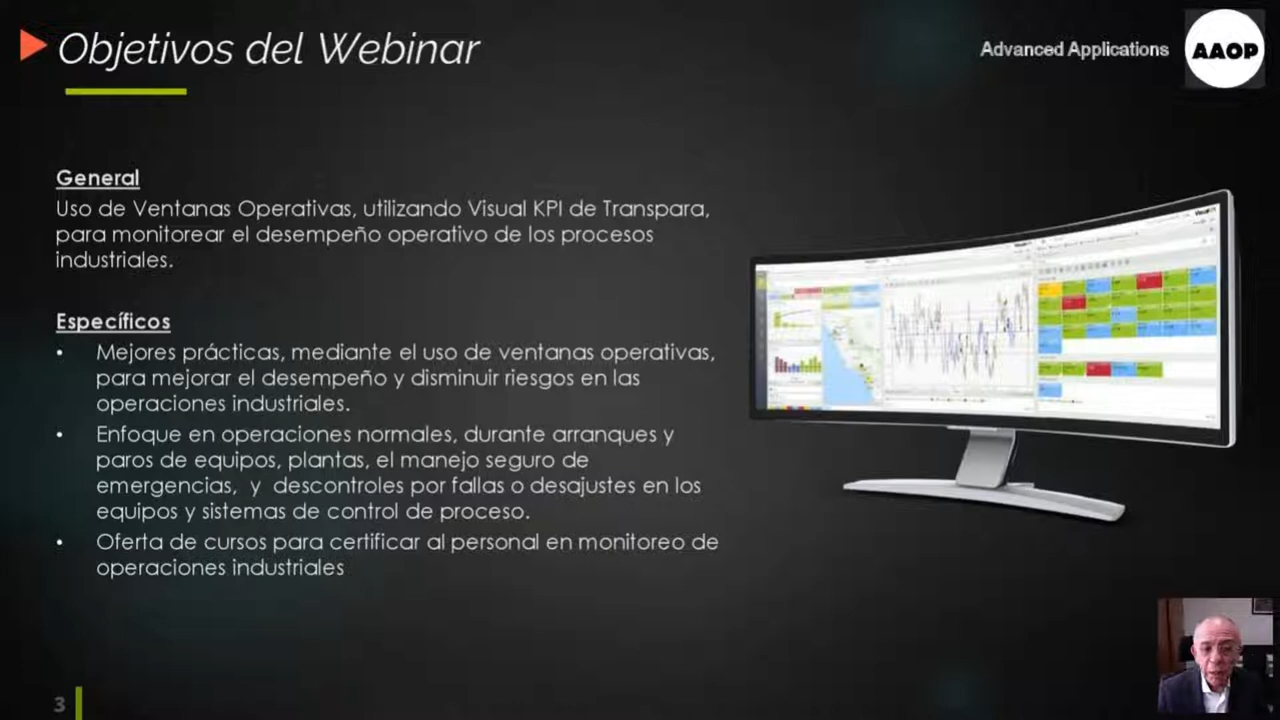 Objetivos del Webinar
Advanced Applications
AAOP
General
Uso de Ventanas Operativas, utilizando Visual KPI de Transpara,
para monitorear el desempeño operativo de los procesos
industriales.
Específicos
• Mejores prácticas, mediante el uso de ventanas operativas,
para mejorar el desempeño y disminuir riesgos en las
operaciones industriales.
• Enfoque en operaciones normales, durante arranques y
paros de equipos, plantas, el manejo seguro de
emergencias, y descontroles por fallas o desajustes en los
equipos y sistemas de control de proceso.
• Oferta de cursos para certificar al personal en monitoreo de
operaciones industriales
3